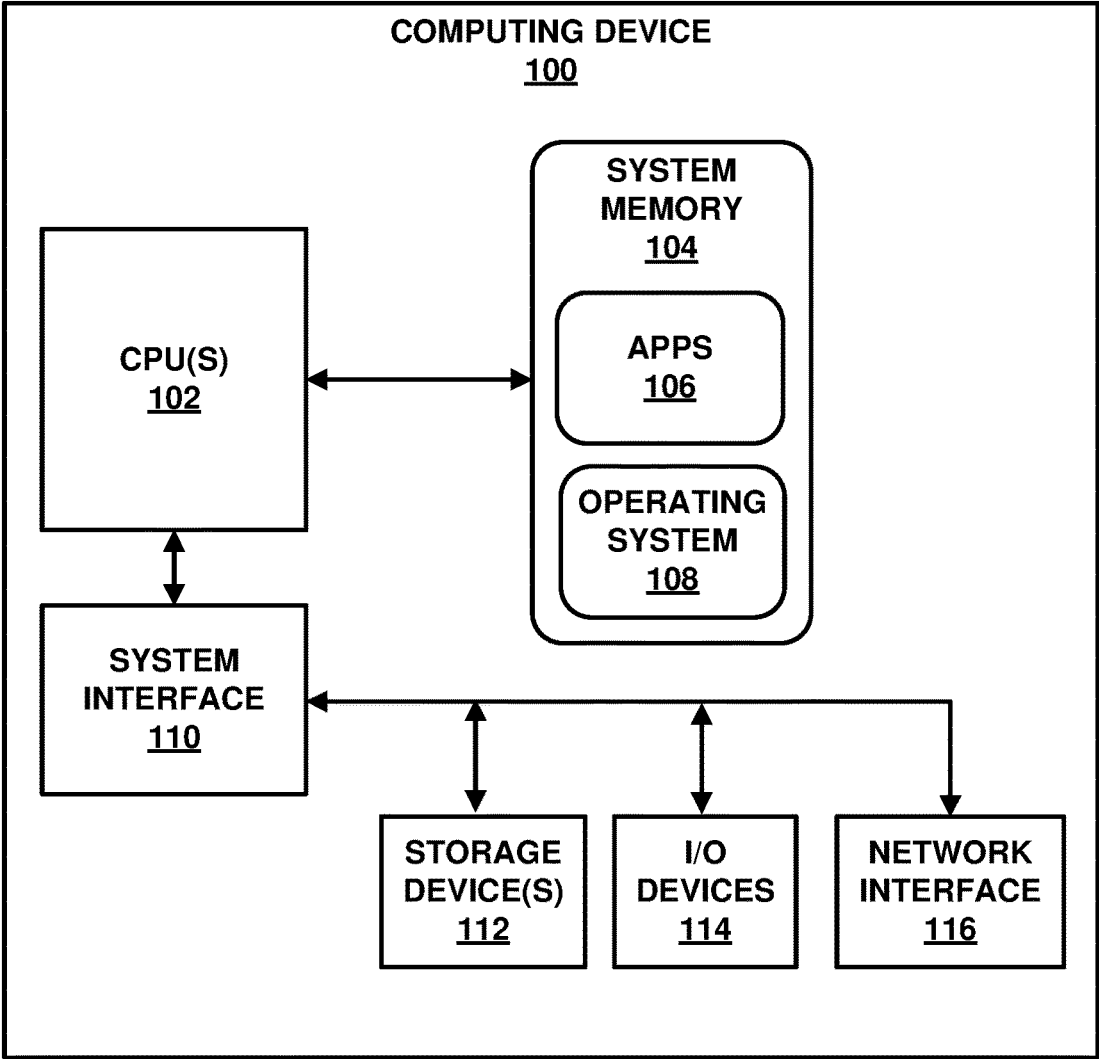 COMPUTING DEVICE
100
SYSTEM
MEMORY
104
CPU(S)
102
APPS
106
OPERATING
SYSTEM
108
SYSTEM
INTERFACE
110
STORAGE
DEVICE(S)
112
I/O
DEVICES
114
NETWORK
INTERFACE
116